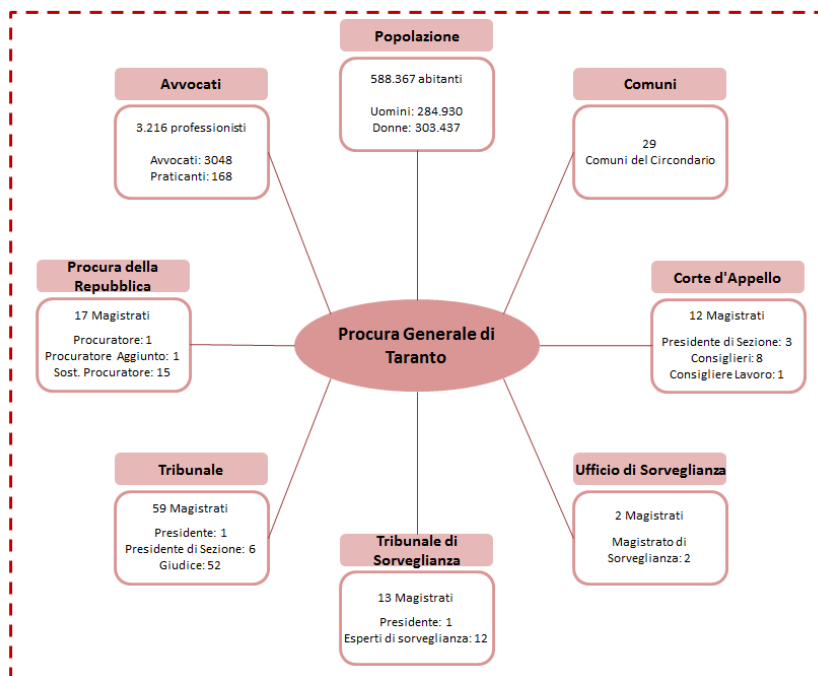 Popolazione
588.367 abitanti
Uomini: 284.930
Donne: 303.437
Avvocati
3.216 professionisti
Avvocati: 3048
Praticanti: 168
Comuni
29
Comuni del Circondario
Procura della
Repubblica
17 Magistrati
Procuratore: 1
Procuratore Aggiunto: 1
Sost. Procuratore: 15
Procura Generale di
Taranto
Corte d'Appello
12 Magistrati
Presidente di Sezione: 3
Consiglieri: 8
Consigliere Lavoro: 1
Tribunale
59 Magistrati
Presidente: 1
Presidente di Sezione: 6
Giudice: 52
Tribunale di
Sorveglianza
13 Magistrati
Presidente: 1
Esperti di sorveglianza: 12
Ufficio di Sorveglianza
2 Magistrati
Magistrato di
Sorveglianza: 2